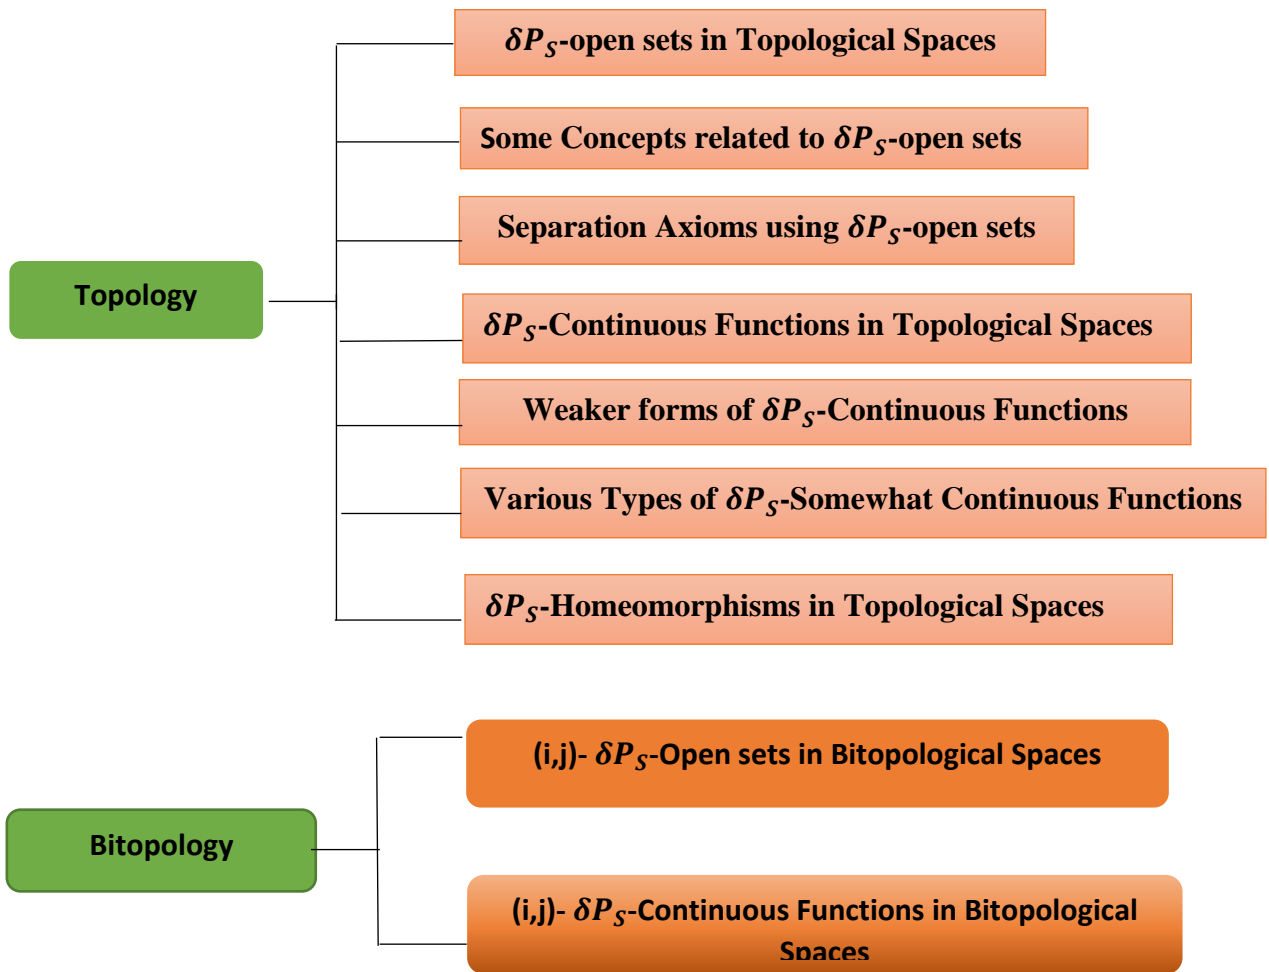 δP_S-open sets in Topological Spaces
Some Concepts related to δP_S-open sets
Separation Axioms using δP_S-open sets
Topology
δP_S-Continuous Functions in Topological Spaces
Weaker forms of δP_S-Continuous Functions
Various Types of δP_S-Somewhat Continuous Functions
δP_S-Homeomorphisms in Topological Spaces
(i,j)- δP_S-Open sets in Bitopological Spaces
Bitopology
(i,j)- δP_S-Continuous Functions in Bitopological
Spaces